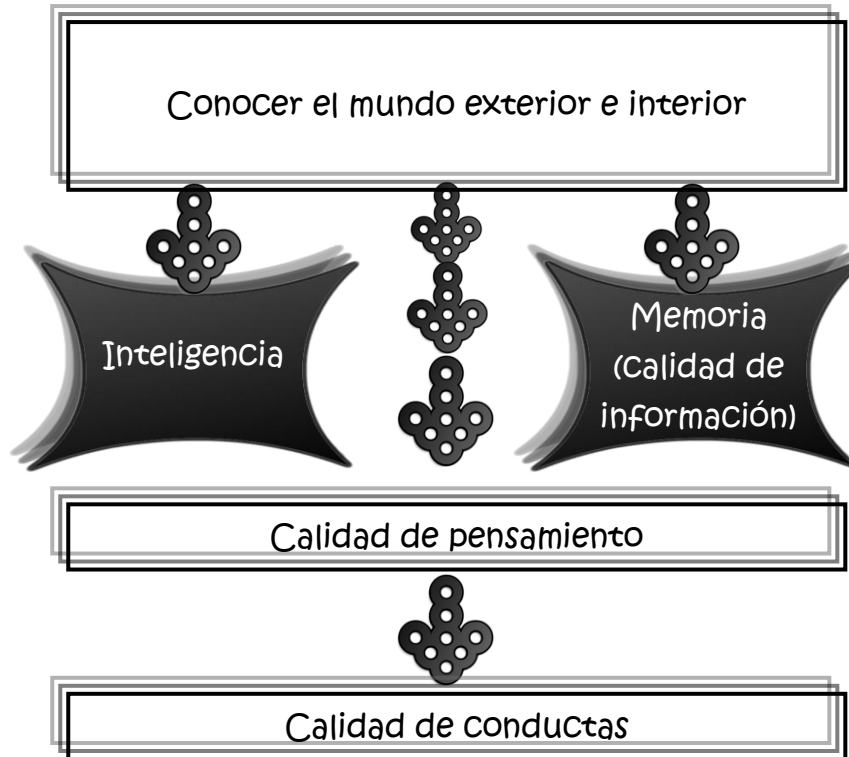 Conocer el mundo exterior e interior
Inteligencia
Memoria
(calidad de
información)
Calidad de pensamiento
Calidad de conductas